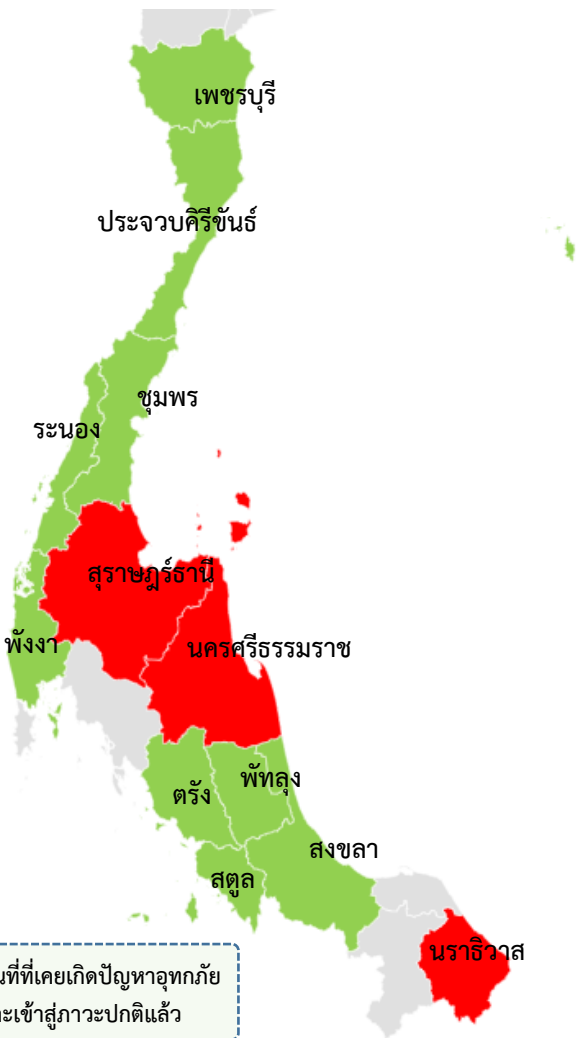 เพชรบุรี
ประจวบคีรีขันธ์
ชุมพร
ระนอง
สุราษฎร์ธานี
พังงา
นครศรีธรรมราช
พัทลุง
ตรัง
สงขลา
สตูล
นราธิวาส
ที่ที่เคยเกิดปัญหาอุทกภัย
เข้าสู่ภาวะปกติแล้ว